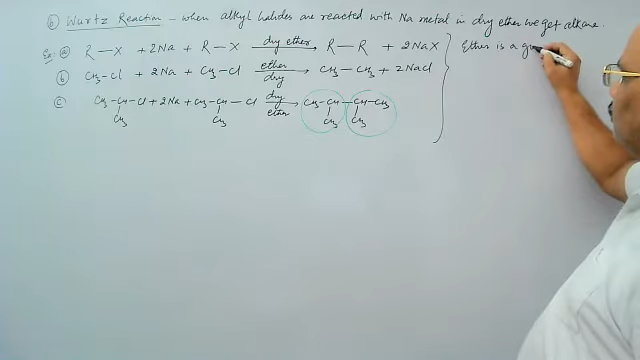 ⑥ Wurtz Reaction - when alkyl halides are reacted with Na metal in dry ether we get alkane.
Ex: ⓐ R—X + 2Na + R—X dry ether → R—R + 2NaX
Ether is a
ⓑ CH₃—Cl + 2Na + CH₃—Cl ether dry → CH₃—CH₃ + 2NaCl
ⓒ CH₃—CH—Cl + 2Na + CH₃—CH—Cl dry ether → CH₃—CH—CH—CH₃
CH₃ CH₃ CH₃ CH₃